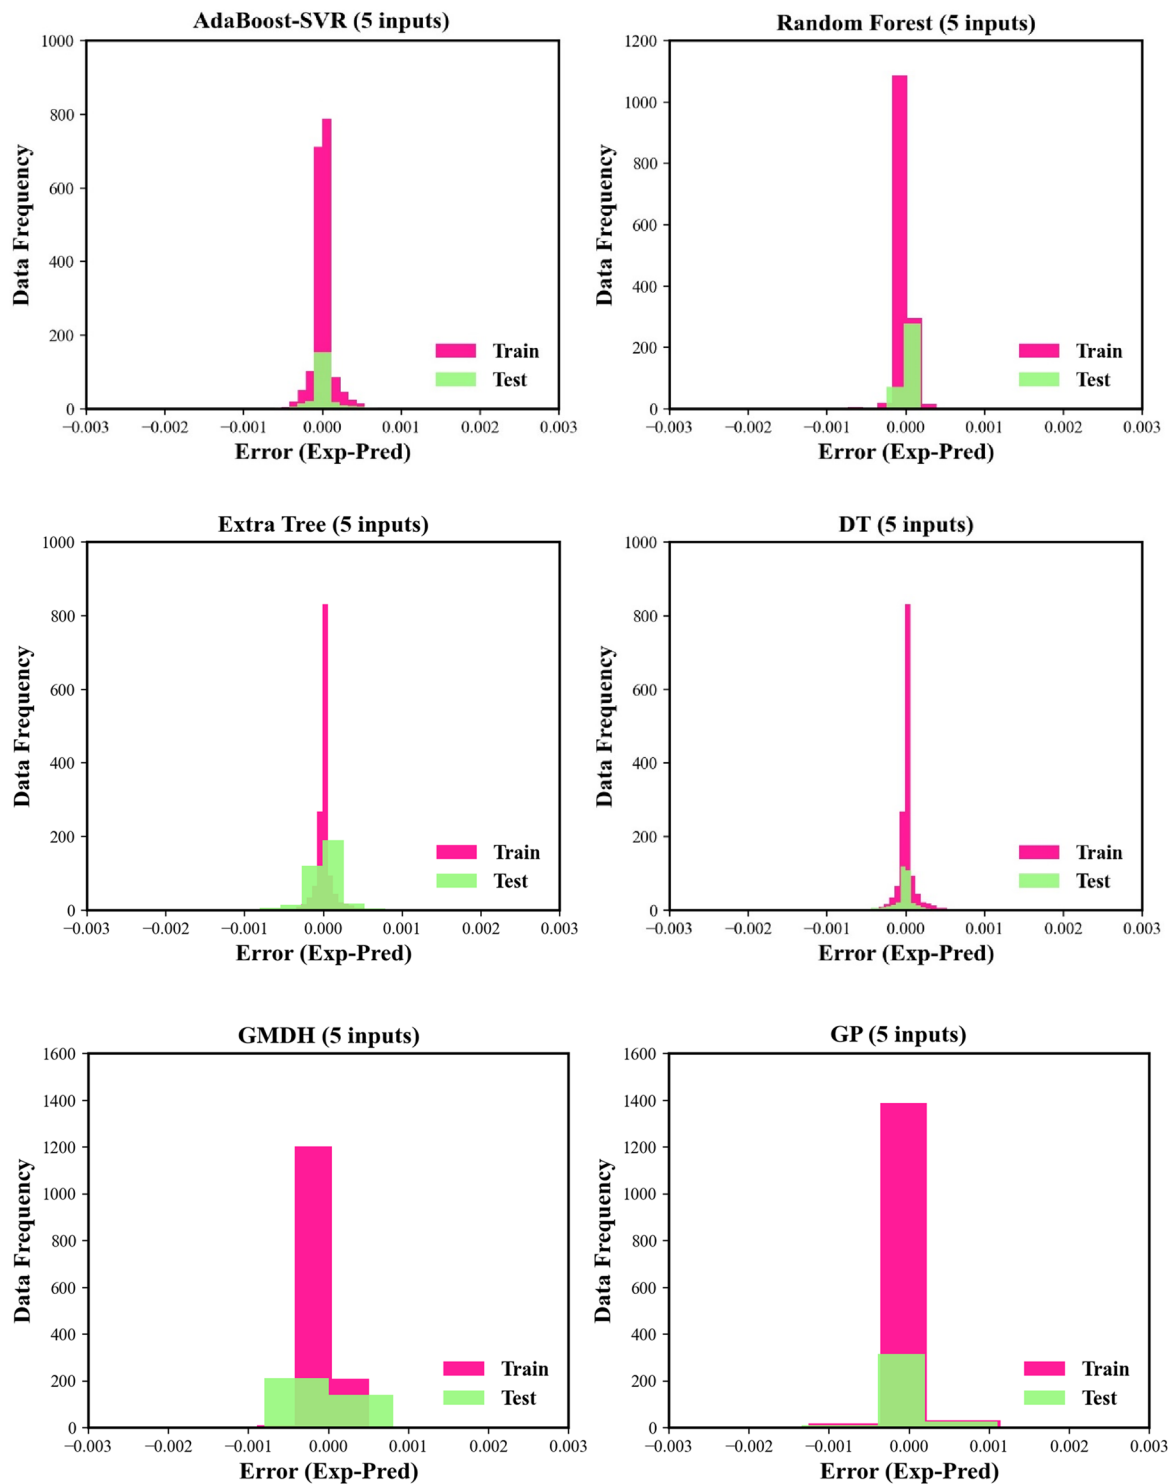 AdaBoost-SVR (5 inputs)
1000
800
600
400
200
0
Data Frequency
Train
Test
−0.003 −0.002 −0.001 0.000 0.001 0.002 0.003
Error (Exp-Pred)
Random Forest (5 inputs)
1200
1000
800
600
400
200
0
Data Frequency
Train
Test
−0.003 −0.002 −0.001 0.000 0.001 0.002 0.003
Error (Exp-Pred)
Extra Tree (5 inputs)
1000
800
600
400
200
0
Data Frequency
Train
Test
−0.003 −0.002 −0.001 0.000 0.001 0.002 0.003
Error (Exp-Pred)
DT (5 inputs)
1000
800
600
400
200
0
Data Frequency
Train
Test
−0.003 −0.002 −0.001 0.000 0.001 0.002 0.003
Error (Exp-Pred)
GMDH (5 inputs)
1600
1400
1200
1000
800
600
400
200
0
Data Frequency
Train
Test
−0.003 −0.002 −0.001 0.000 0.001 0.002 0.003
Error (Exp-Pred)
GP (5 inputs)
1600
1400
1200
1000
800
600
400
200
0
Data Frequency
Train
Test
−0.003 −0.002 −0.001 0.000 0.001 0.002 0.003
Error (Exp-Pred)